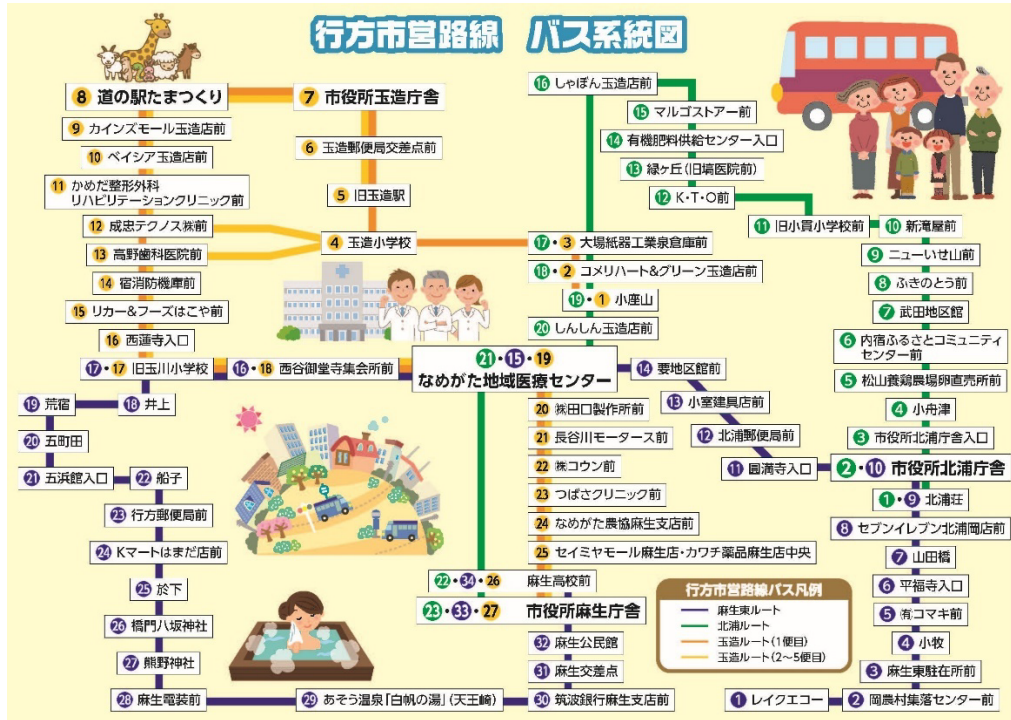 行方市営路線 バス系統図
8 道の駅たまつくり
7 市役所玉造庁舎
9 カインズモール玉造店前
10 ベイシア玉造店前
11 かめだ整形外科
リハビリテーションクリニック前
12 成忠テクノス㈱前
13 高野歯科医院前
14 宿消防機庫前
15 リカー&フーズはこや前
16 西蓮寺入口
17・17 旧玉川小学校
16・18 西谷御堂寺集会所前
6 玉造郵便局交差点前
5 旧玉造駅
4 玉造小学校
16 しゃぼん玉造店前
15 マルゴストアー前
14 有機肥料供給センター入口
13 緑ヶ丘(旧塙医院前)
12 K・T・O前
11 旧小貫小学校前
10 新滝屋前
9 ニューいせ山前
8 ふきのとう前
7 武田地区館
6 内宿ふるさとコミュニティ
センター前
5 松山養鶏農場卵直売所前
4 小舟津
3 市役所北浦庁舎入口
2・10 市役所北浦庁舎
1・9 北浦荘
17・3 大場紙器工業泉倉庫前
18・2 コメリハート&グリーン玉造店前
19・1 小座山
20 しんしん玉造店前
21・15・19
なめがた地域医療センター
14 要地区館前
13 小室建具店前
12 北浦郵便局前
11 圓満寺入口
8 セブンイレブン北浦岡店前
7 山田橋
6 平福寺入口
5 ㈲コマキ前
4 小牧
3 麻生東駐在所前
2 岡農村集落センター前
1 レイクエコー
20 ㈱田口製作所前
21 長谷川モータース前
22 ㈱コウン前
23 つばさクリニック前
24 なめがた農協麻生支店前
25 セイミヤモール麻生店・カワチ薬品麻生店中央
22・34・26 麻生高校前
23・33・27 市役所麻生庁舎
32 麻生公民館
31 麻生交差点
30 筑波銀行麻生支店前
29 あそう温泉「白帆の湯」(天王崎)
28 麻生電装前
27 熊野神社
26 橋門八坂神社
25 於下
24 Kマートはまだ店前
23 行方郵便局前
22 船子
21 五浜館入口
20 五町田
19 荒宿
18 井上
行方市営路線バス凡例
麻生東ルート
北浦ルート
玉造ルート(1便目)
玉造ルート(2~5便目)